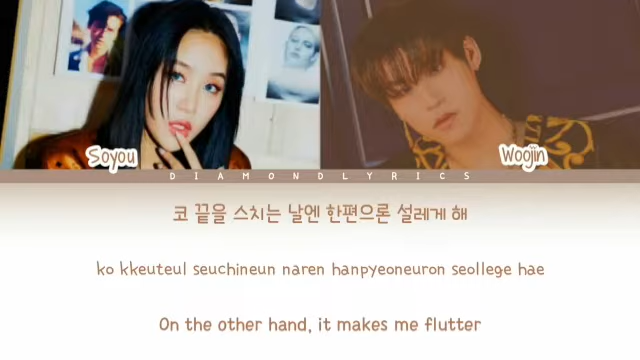 Soyou
Woojin
DIAMONDLYRICS
코 끝을 스치는 날엔 한편으론 설레게 해
ko kkeuteul seuchineun naren hanpyeoneuron seollege hae
On the other hand, it makes me flutter